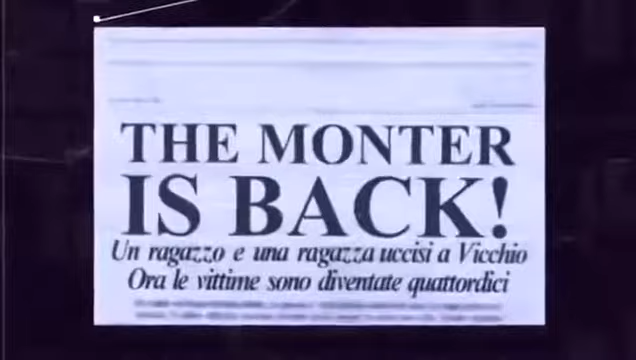 THE MONTER
IS BACK!
Un ragazzo e una ragazza uccisi a Vicchio
Ora le vittime sono diventate quattordici